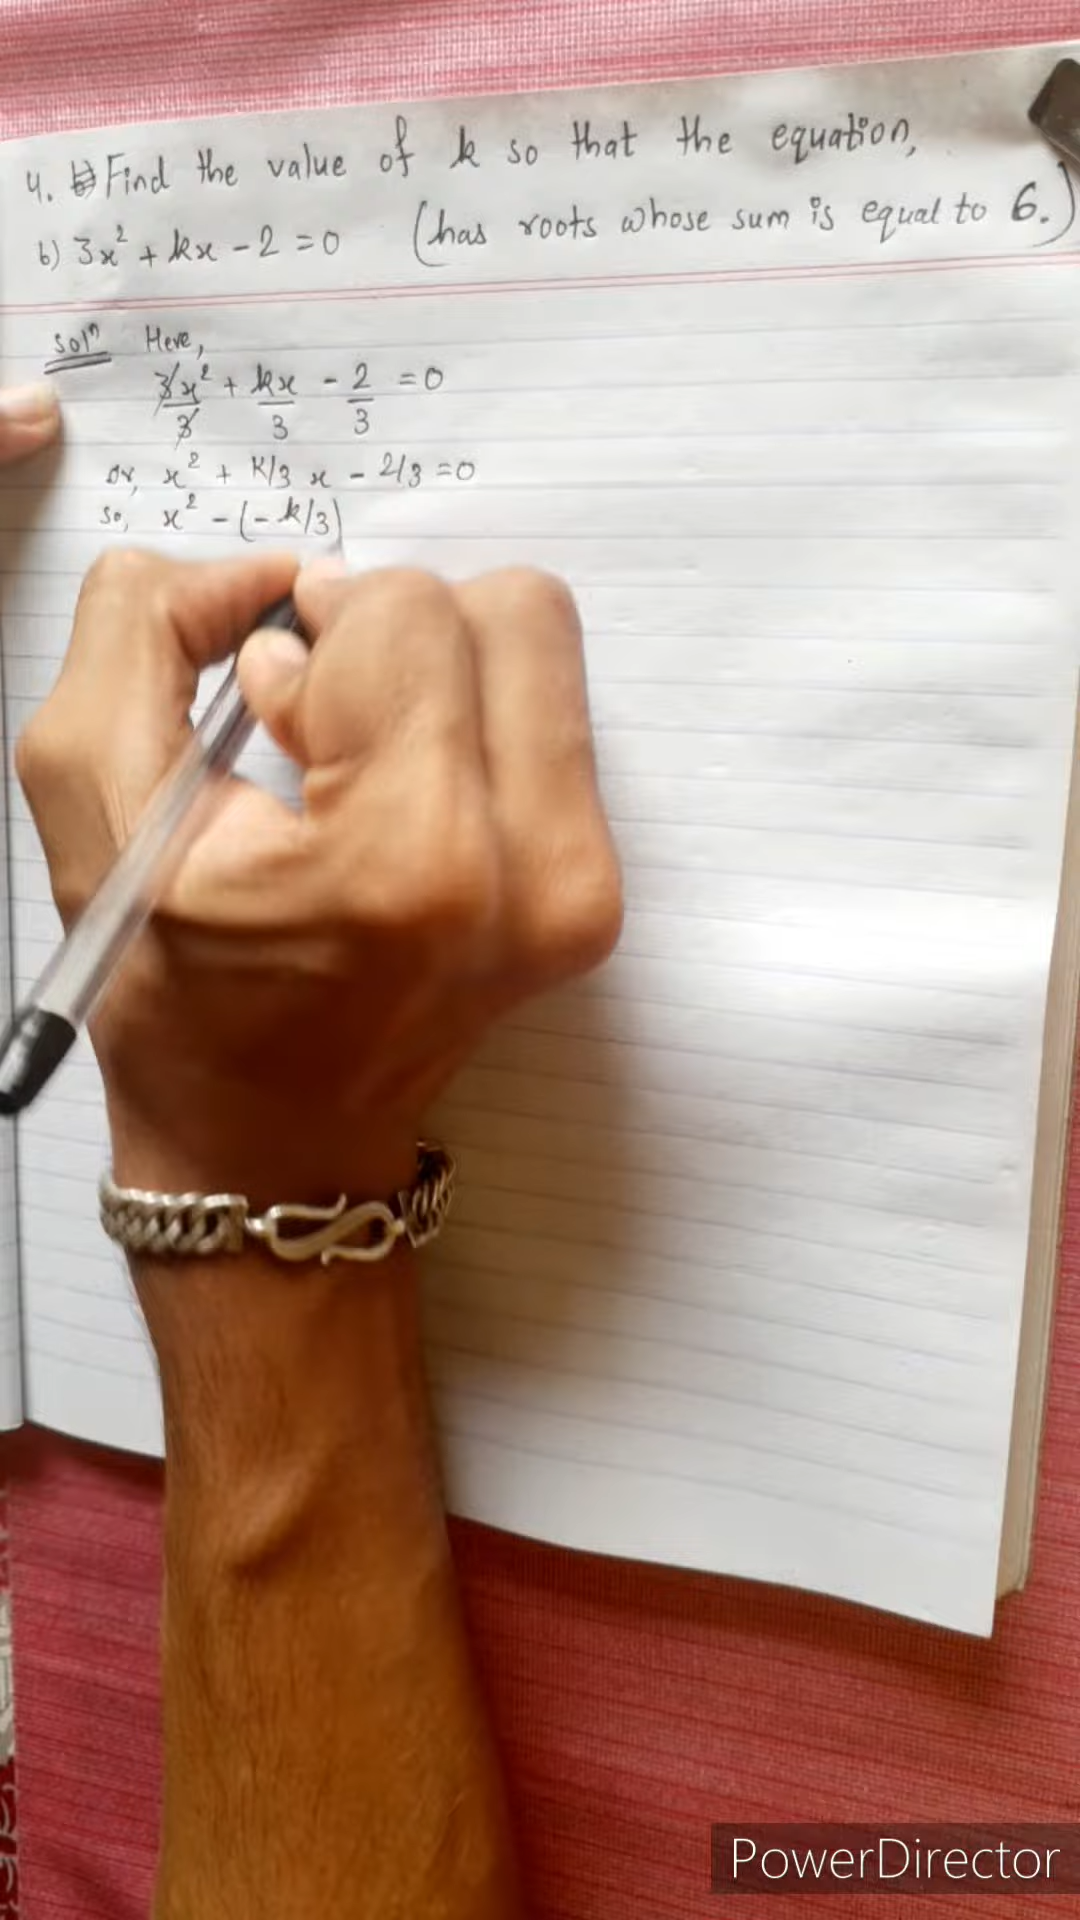 4. Find the value of k so that the equation,
b) 3x² + kx - 2 = 0 (has roots whose sum is equal to 6.)
Solⁿ Here,
3x²/3 + kx/3 - 2/3 = 0
or, x² + K/3 x - 2/3 = 0
So, x² - (-k/3)
PowerDirector